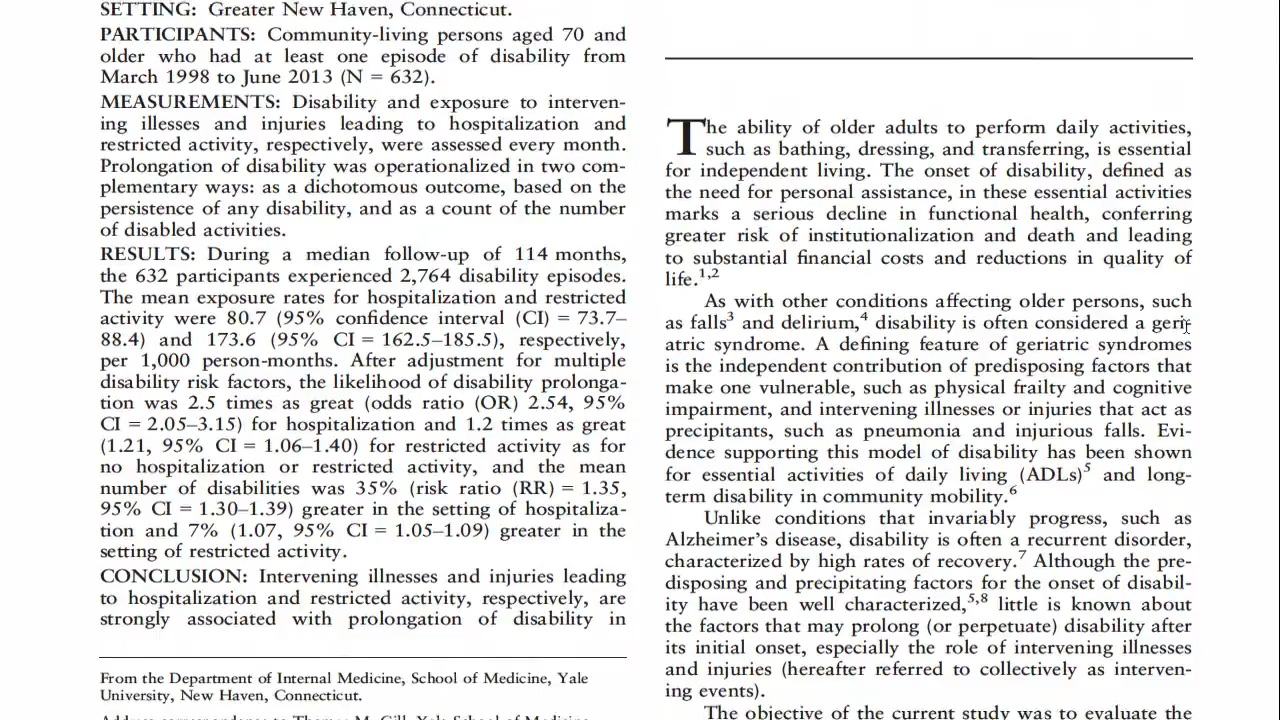 SETTING: Greater New Haven, Connecticut.
PARTICIPANTS: Community-living persons aged 70 and
older who had at least one episode of disability from
March 1998 to June 2013 (N = 632).
MEASUREMENTS: Disability and exposure to interven-
ing illesses and injuries leading to hospitalization and
restricted activity, respectively, were assessed every month.
Prolongation of disability was operationalized in two com-
plementary ways: as a dichotomous outcome, based on the
persistence of any disability, and as a count of the number
of disabled activities.
RESULTS: During a median follow-up of 114 months,
the 632 participants experienced 2,764 disability episodes.
The mean exposure rates for hospitalization and restricted
activity were 80.7 (95% confidence interval (CI) = 73.7–
88.4) and 173.6 (95% CI = 162.5–185.5), respectively,
per 1,000 person-months. After adjustment for multiple
disability risk factors, the likelihood of disability prolonga-
tion was 2.5 times as great (odds ratio (OR) 2.54, 95%
CI = 2.05–3.15) for hospitalization and 1.2 times as great
(1.21, 95% CI = 1.06–1.40) for restricted activity as for
no hospitalization or restricted activity, and the mean
number of disabilities was 35% (risk ratio (RR) = 1.35,
95% CI = 1.30–1.39) greater in the setting of hospitaliza-
tion and 7% (1.07, 95% CI = 1.05–1.09) greater in the
setting of restricted activity.
CONCLUSION: Intervening illnesses and injuries leading
to hospitalization and restricted activity, respectively, are
strongly associated with prolongation of disability in
From the Department of Internal Medicine, School of Medicine, Yale
University, New Haven, Connecticut.
Address correspondence to Thomas M. Gill, Yale School of Medicine
The ability of older adults to perform daily activities,
such as bathing, dressing, and transferring, is essential
for independent living. The onset of disability, defined as
the need for personal assistance, in these essential activities
marks a serious decline in functional health, conferring
greater risk of institutionalization and death and leading
to substantial financial costs and reductions in quality of
life.1,2
As with other conditions affecting older persons, such
as falls3 and delirium,4 disability is often considered a geri-
atric syndrome. A defining feature of geriatric syndromes
is the independent contribution of predisposing factors that
make one vulnerable, such as physical frailty and cognitive
impairment, and intervening illnesses or injuries that act as
precipitants, such as pneumonia and injurious falls. Evi-
dence supporting this model of disability has been shown
for essential activities of daily living (ADLs)5 and long-
term disability in community mobility.6
Unlike conditions that invariably progress, such as
Alzheimer's disease, disability is often a recurrent disorder,
characterized by high rates of recovery.7 Although the pre-
disposing and precipitating factors for the onset of disabil-
ity have been well characterized,5,8 little is known about
the factors that may prolong (or perpetuate) disability after
its initial onset, especially the role of intervening illnesses
and injuries (hereafter referred to collectively as interven-
ing events).
The objective of the current study was to evaluate the